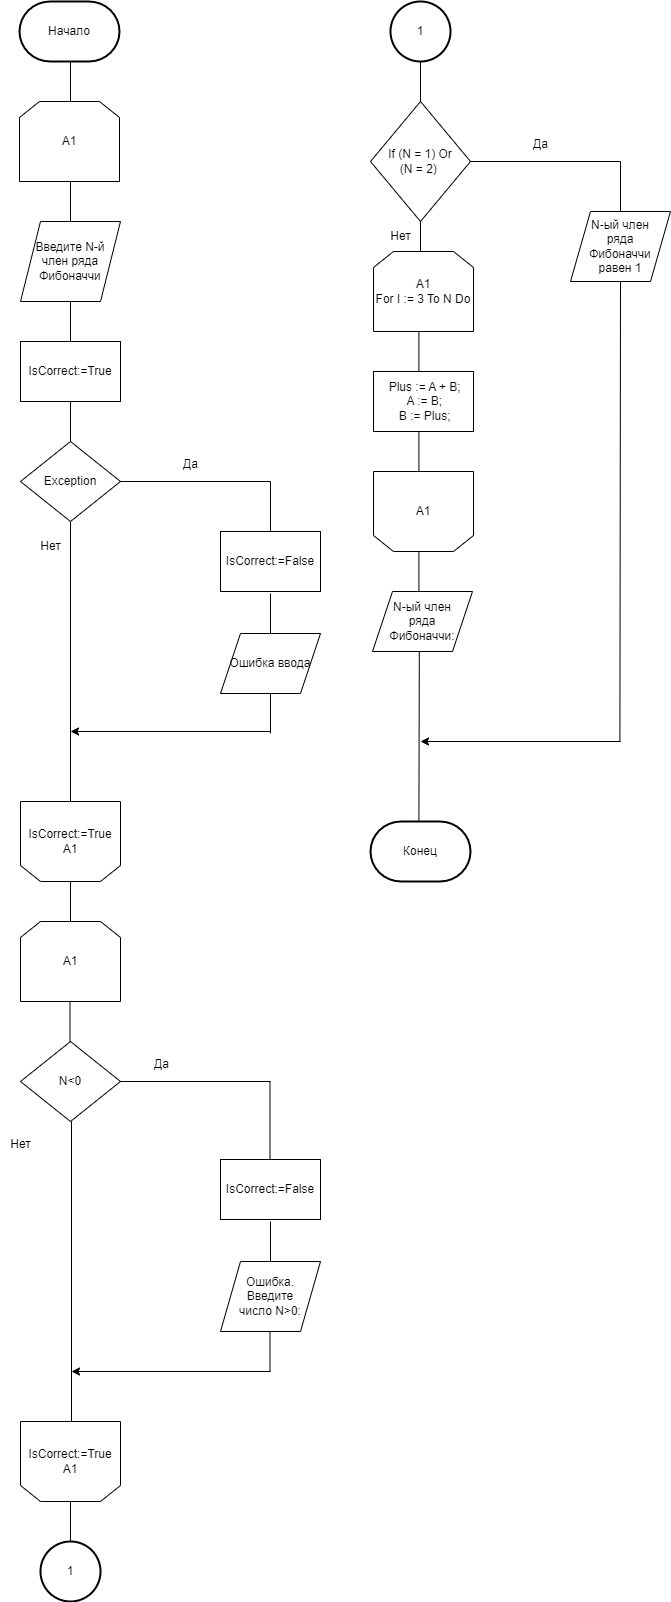 Начало
A1
Введите N-й
член ряда
Фибоначчи
IsCorrect:=True
Exception
Да
Нет
IsCorrect:=False
Ошибка ввода
IsCorrect:=True
A1
A1
N<0
Да
Нет
IsCorrect:=False
Ошибка.
Введите
число N>0:
IsCorrect:=True
A1
1
1
If (N = 1) Or
(N = 2)
Да
Нет
N-ый член
ряда
Фибоначчи
равен 1
A1
For I := 3 To N Do
Plus := A + B;
A := B;
B := Plus;
A1
N-ый член
ряда
Фибоначчи:
Конец